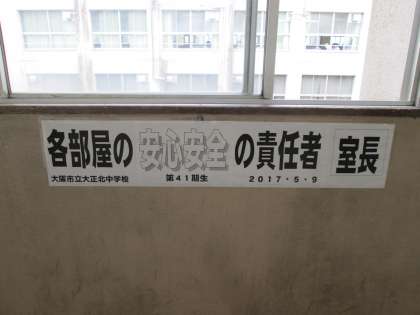 各部屋の安心安全の責任者 室長
大阪市立大正北中学校 第41期生 2017・5・9